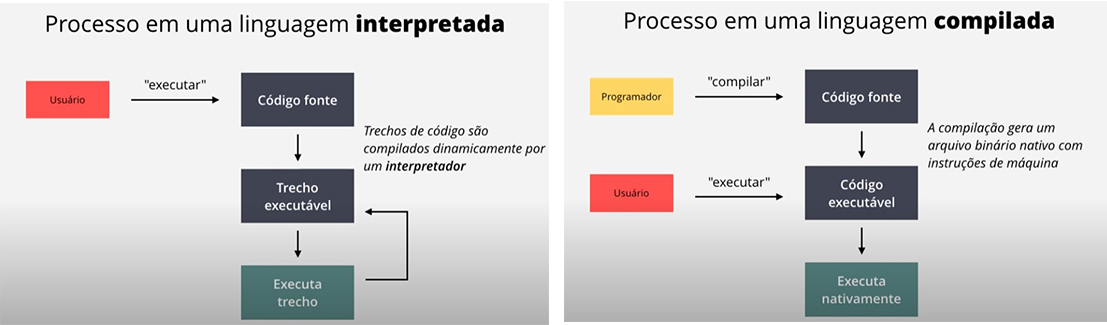 Processo em uma linguagem interpretada
Usuário
"executar"
Código fonte
Trechos de código são
compilados dinamicamente por
um interpretador
Trecho
executável
Executa
trecho
Processo em uma linguagem compilada
Programador
"compilar"
Código fonte
A compilação gera um
arquivo binário nativo com
instruções de máquina
Usuário
"executar"
Código
executável
Executa
nativamente